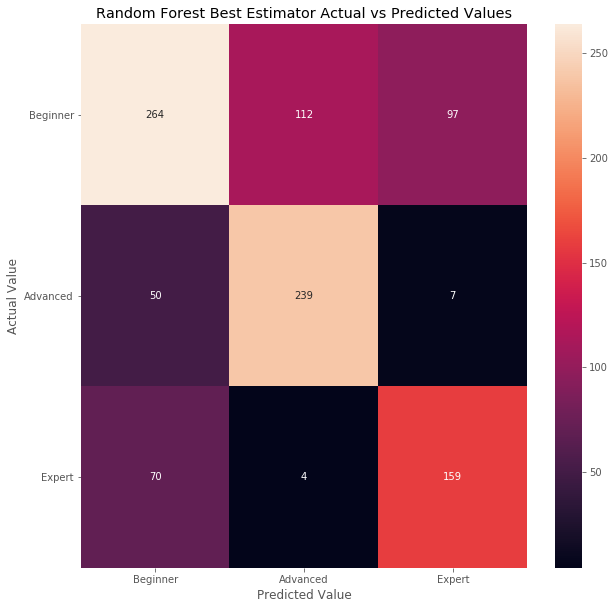 Random Forest Best Estimator Actual vs Predicted Values
Actual Value
Beginner 264 112 97
Advanced 50 239 7
Expert 70 4 159
Beginner Advanced Expert
Predicted Value
250
200
150
100
50